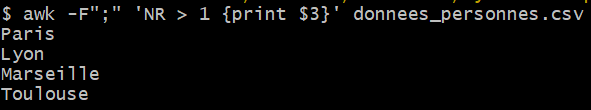 $ awk -F";" 'NR > 1 {print $3}' donnees_personnes.csv
Paris
Lyon
Marseille
Toulouse